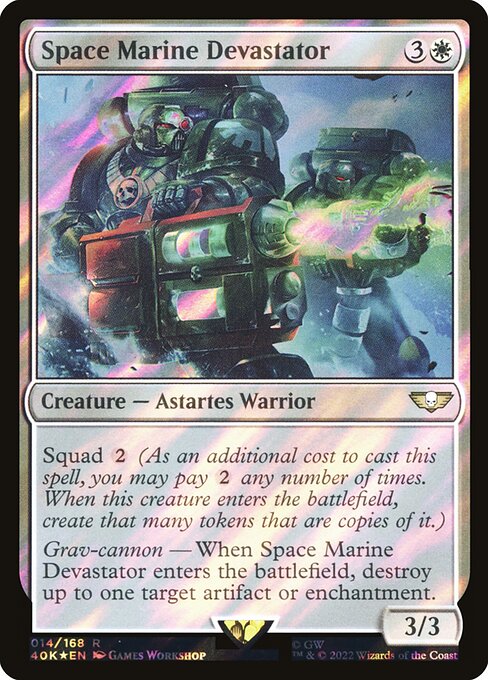 Space Marine Devastator 3
Creature — Astartes Warrior
Squad 2 (As an additional cost to cast this
spell, you may pay 2 any number of times.
When this creature enters the battlefield,
create that many tokens that are copies of it.)
Grav-cannon — When Space Marine
Devastator enters the battlefield, destroy
up to one target artifact or enchantment.
3/3
014/168 R
40K★EN GAMES WORKSHOP
© GW
™ & © 2022 Wizards of the Coast